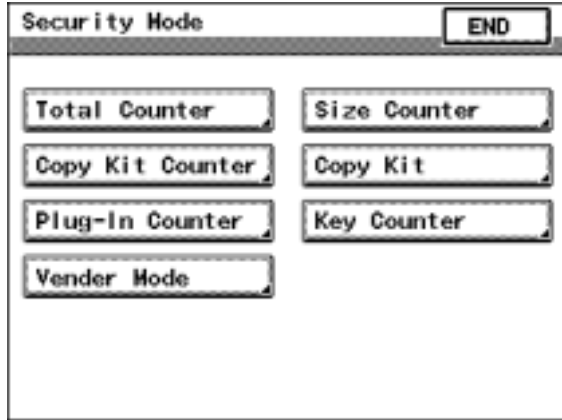 Security Mode END
Total Counter Size Counter
Copy Kit Counter Copy Kit
Plug-In Counter Key Counter
Vender Mode